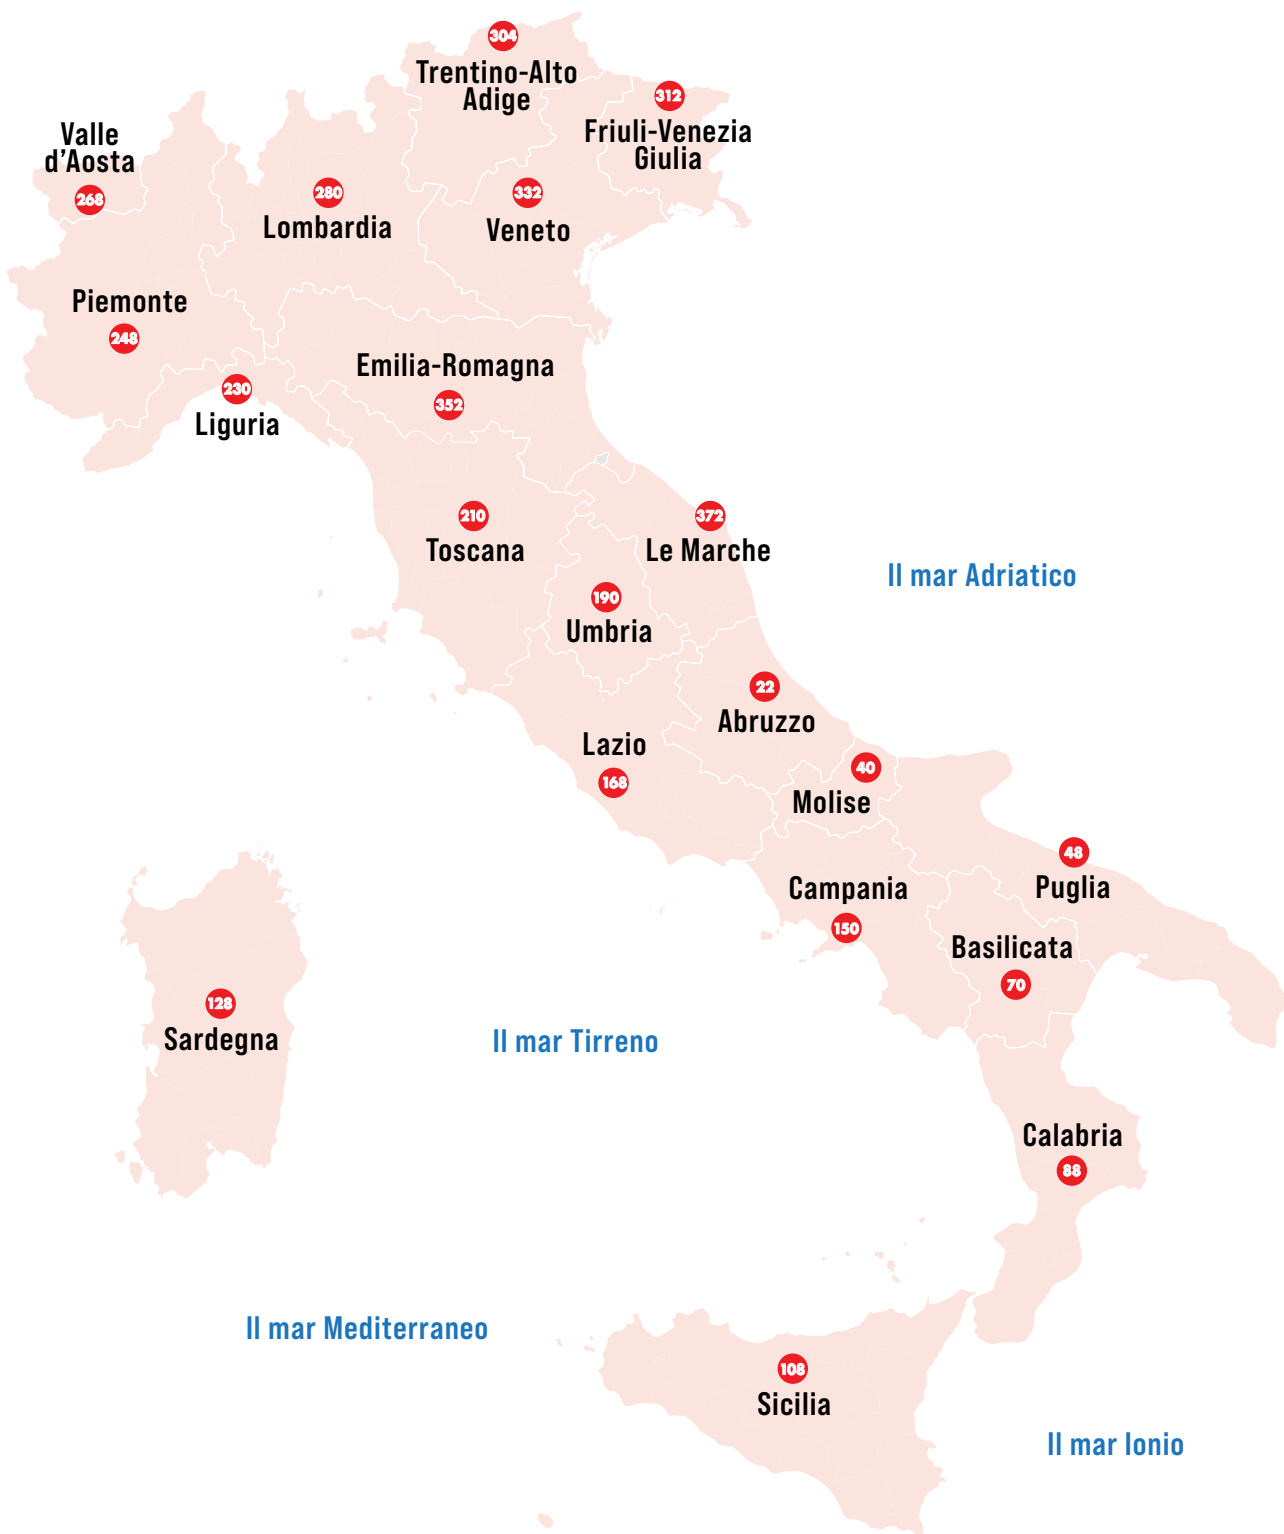 304
Trentino-Alto
Adige
312
Friuli-Venezia
Giulia
Valle
d’Aosta
268
280
Lombardia
332
Veneto
Piemonte
248
Emilia-Romagna
352
230
Liguria
210
Toscana
372
Le Marche
Il mar Adriatico
190
Umbria
22
Abruzzo
Lazio
168
40
Molise
48
Puglia
Campania
150
Basilicata
70
128
Sardegna
Il mar Tirreno
Calabria
88
Il mar Mediterraneo
108
Sicilia
Il mar Ionio